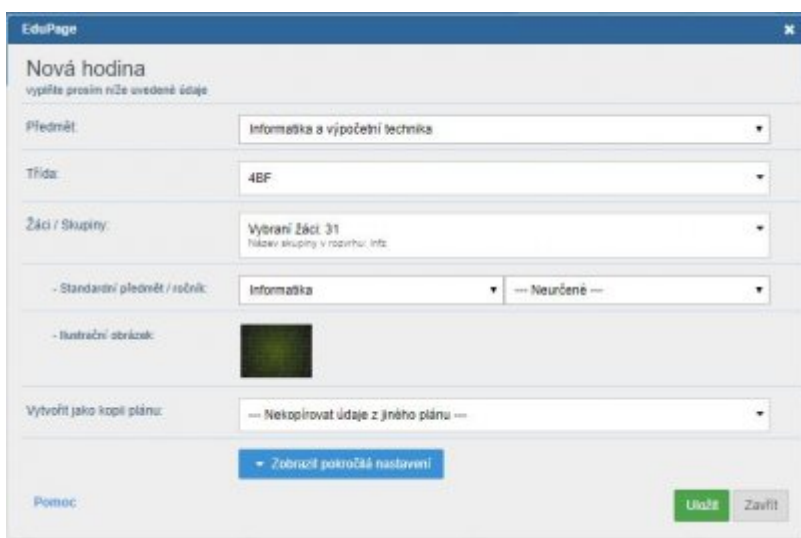 EduPage
Nová hodina
vyplňte prosím níže uvedené údaje
Předmět:
Informatika a výpočetní technika
Třída:
4BF
Žáci / Skupiny:
Vybraní žáci: 31
Název skupiny v rozvrhu:
- Standardní předmět / ročník:
Informatika
--- Neurčené ---
- Ilustrační obrázek:
Vytvořit jako kopii plánu:
--- Nekopírovat údaje z jiného plánu ---
Zobrazit pokročilá nastavení
Pomoc
Uložit
Zavřít